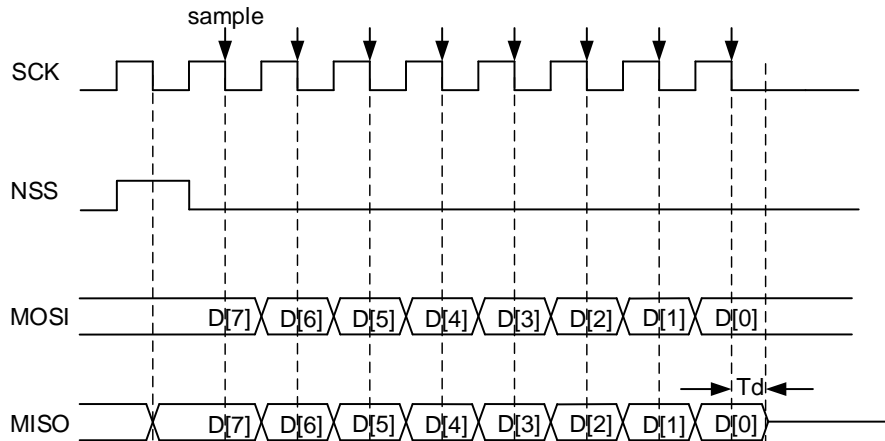 sample
SCK
NSS
MOSI D[7] D[6] D[5] D[4] D[3] D[2] D[1] D[0]
Td
MISO D[7] D[6] D[5] D[4] D[3] D[2] D[1] D[0]